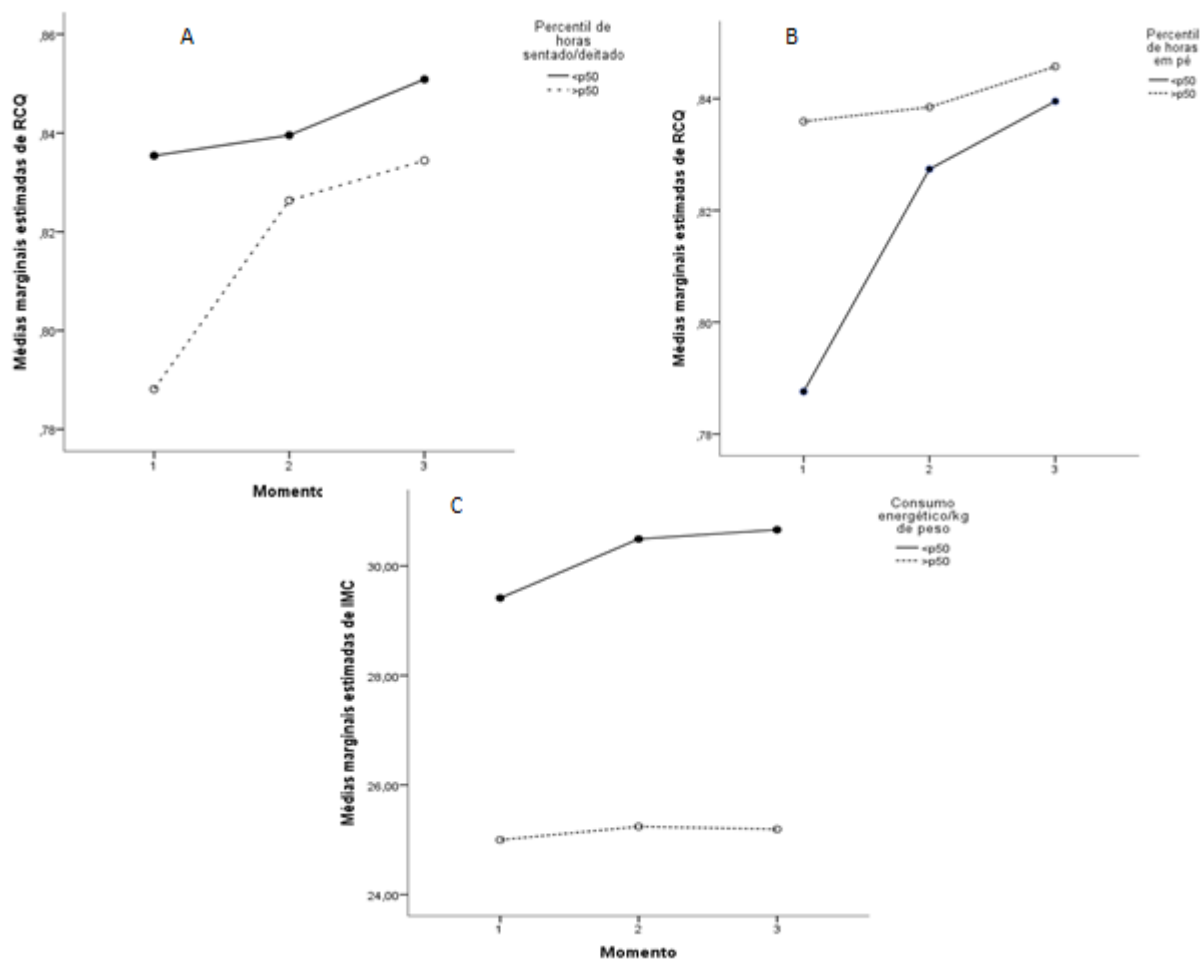 A
Percentil de
horas
sentado/deitado
<p50
>p50
Médias marginais estimadas de RCQ
,86
,84
,82
,80
,78
1
2
3
B
Percentil
de horas
em pé
<p50
>p50
Médias marginais estimadas de RCQ
,84
,82
,80
,78
1
2
3
Momento
C
Consumo
energético/kg
de peso
<p50
>p50
Médias marginais estimadas de IMC
30,00
28,00
26,00
24,00
1
2
3
Momento